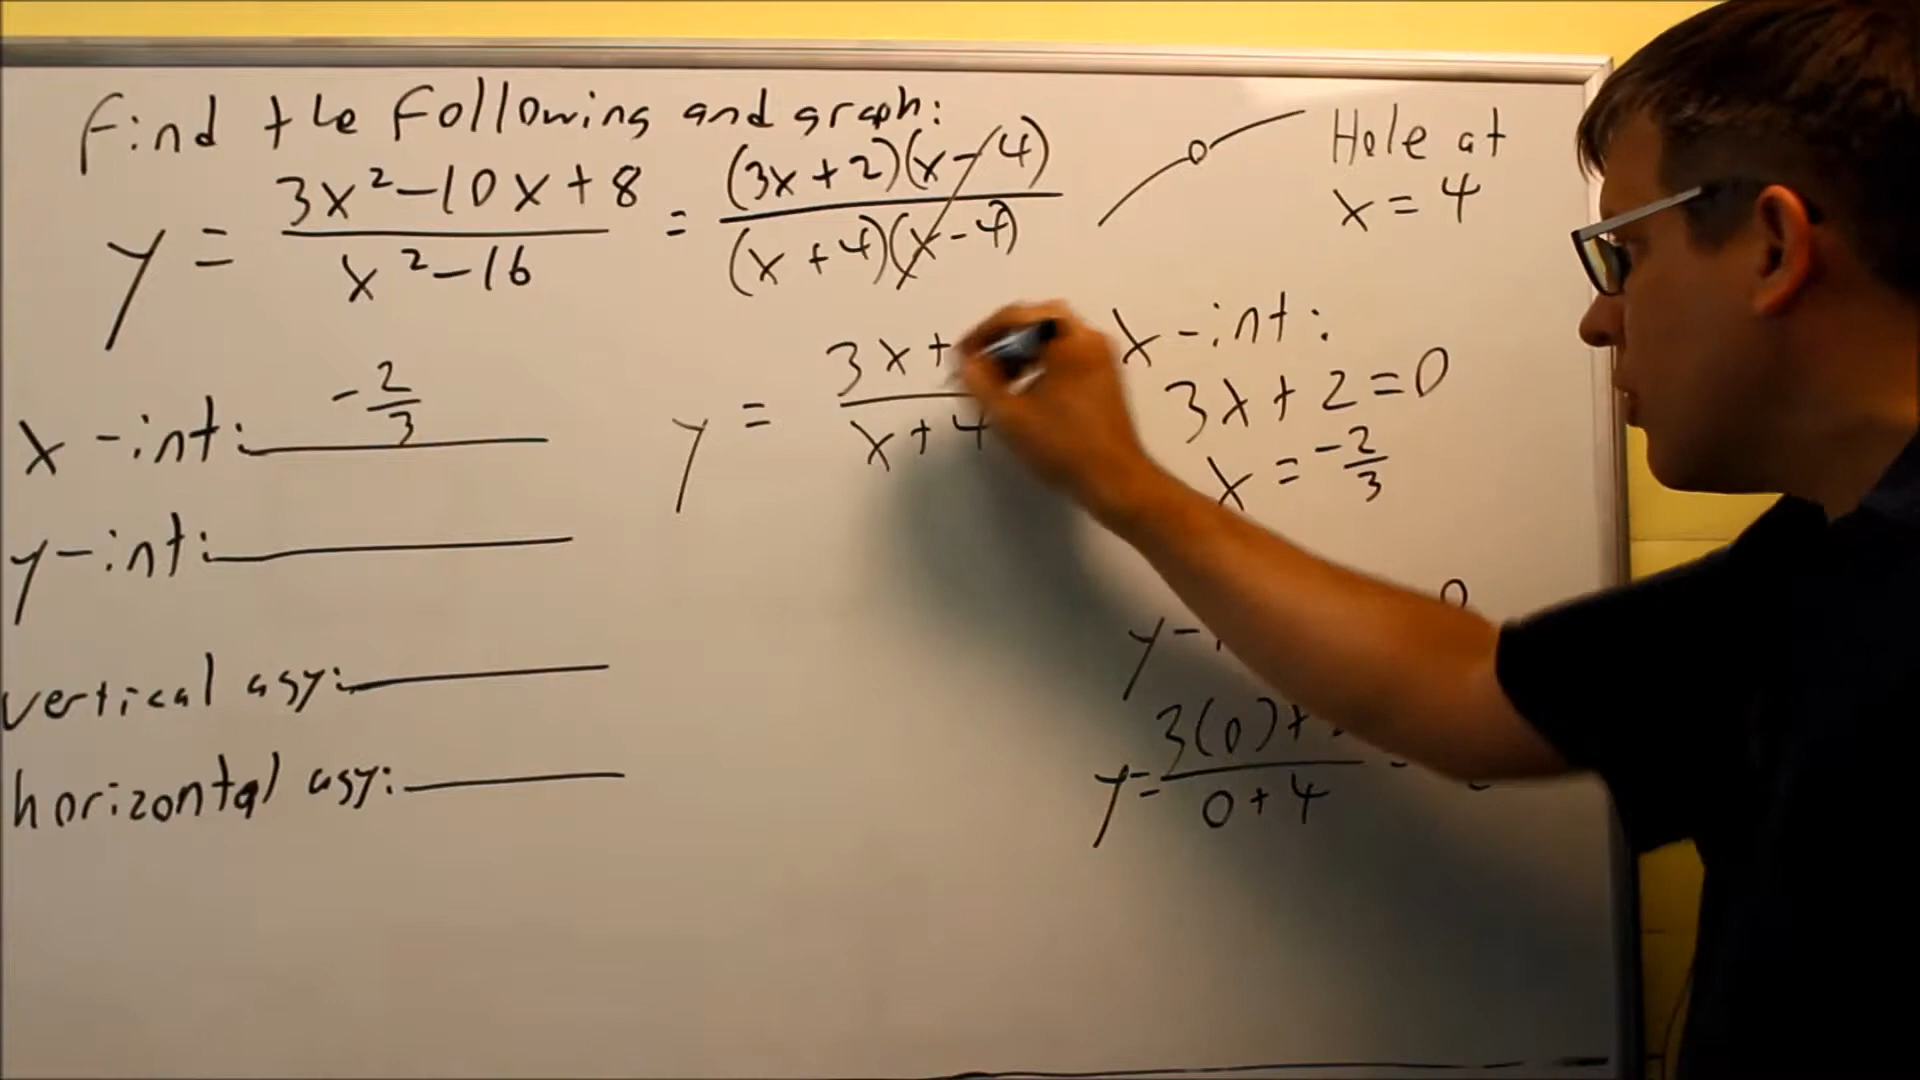 Find the following and graph:
y = 3x²-10x+8 / x²-16 = (3x+2)(x-4) / (x+4)(x-4)
Hole at
x = 4
x-int: -2/3
y-int:
vertical asy:
horizontal asy:
y = 3x+ / x+4
x-int:
3x+2=0
x = -2/3
y-
y= 3(0)+ / 0+4